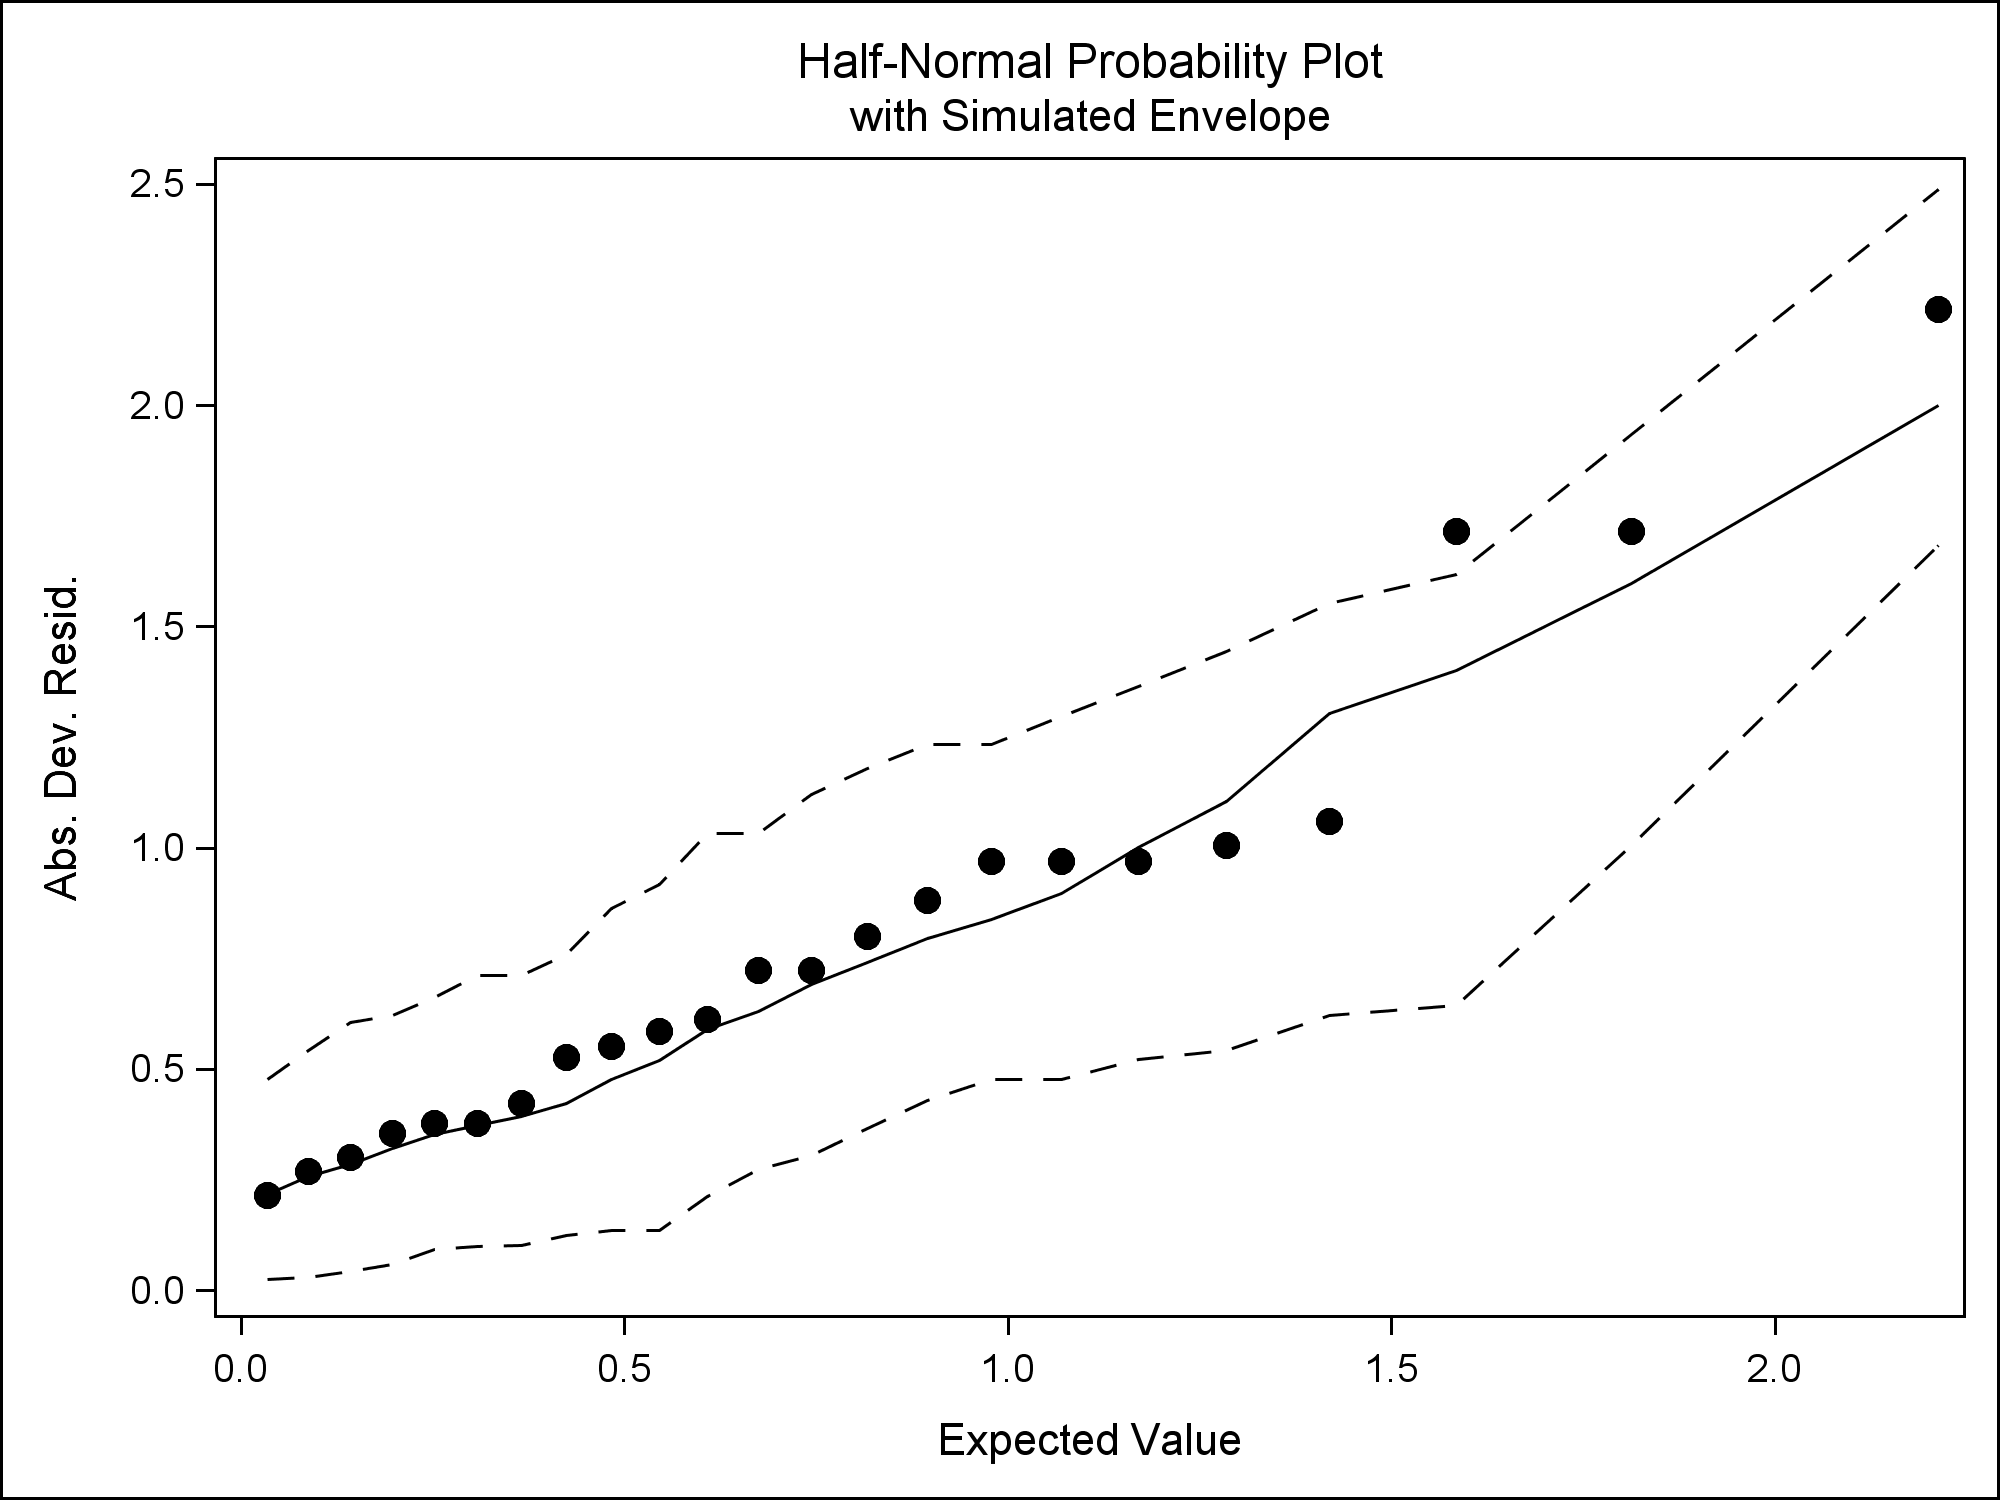 Half-Normal Probability Plot
with Simulated Envelope
2.5
2.0
1.5
1.0
0.5
0.0
Abs. Dev. Resid.
0.0 0.5 1.0 1.5 2.0
Expected Value